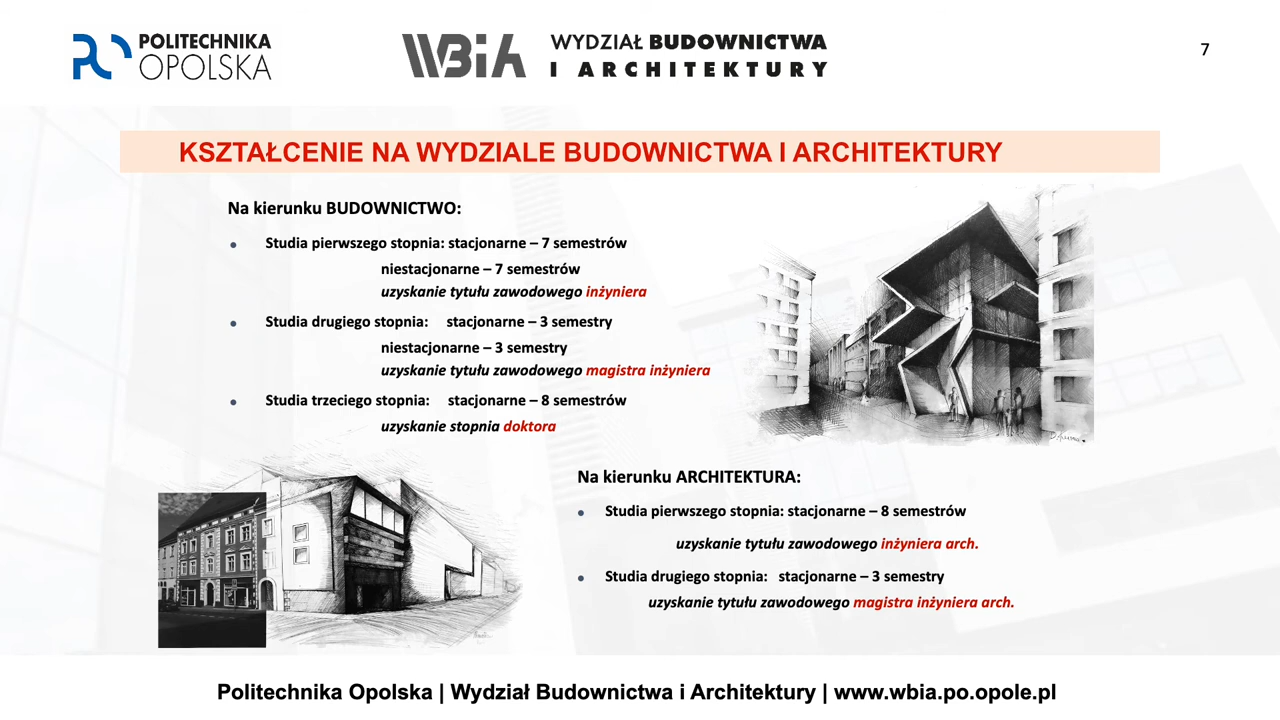 POLITECHNIKA
OPOLSKA
WBiA
WYDZIAŁ BUDOWNICTWA
I ARCHITEKTURY
7
KSZTAŁCENIE NA WYDZIALE BUDOWNICTWA I ARCHITEKTURY
Na kierunku BUDOWNICTWO:
• Studia pierwszego stopnia: stacjonarne – 7 semestrów
niestacjonarne – 7 semestrów
uzyskanie tytułu zawodowego inżyniera
• Studia drugiego stopnia: stacjonarne – 3 semestry
niestacjonarne – 3 semestry
uzyskanie tytułu zawodowego magistra inżyniera
• Studia trzeciego stopnia: stacjonarne – 8 semestrów
uzyskanie stopnia doktora
Na kierunku ARCHITEKTURA:
• Studia pierwszego stopnia: stacjonarne – 8 semestrów
uzyskanie tytułu zawodowego inżyniera arch.
• Studia drugiego stopnia: stacjonarne – 3 semestry
uzyskanie tytułu zawodowego magistra inżyniera arch.
Politechnika Opolska | Wydział Budownictwa i Architektury | www.wbia.po.opole.pl